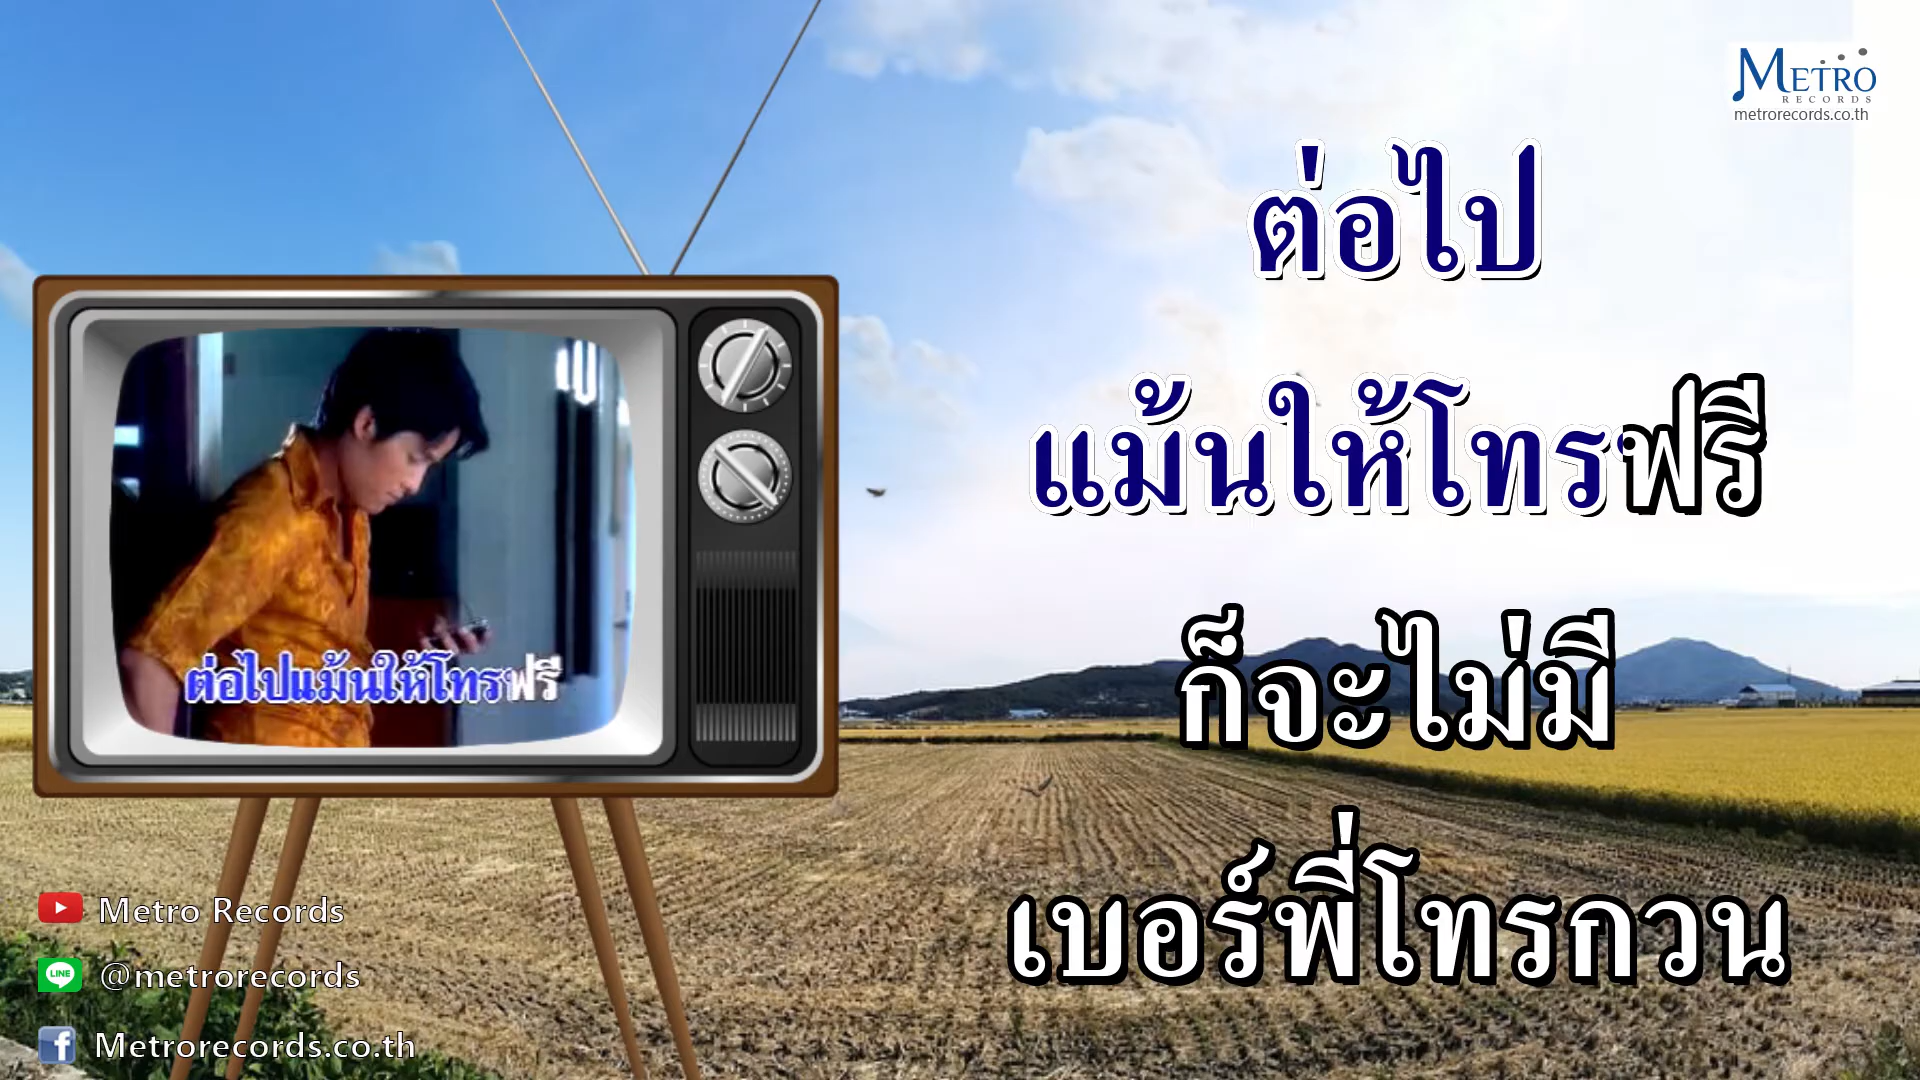 METRO
RECORDS
metrorecords.co.th
ต่อไป
แม้นให้โทรฟรี
ก็จะไม่มี
เบอร์พี่โทรกวน
ต่อไปแม้นให้โทรฟรี
Metro Records
LINE @metrorecords
f Metrorecords.co.th